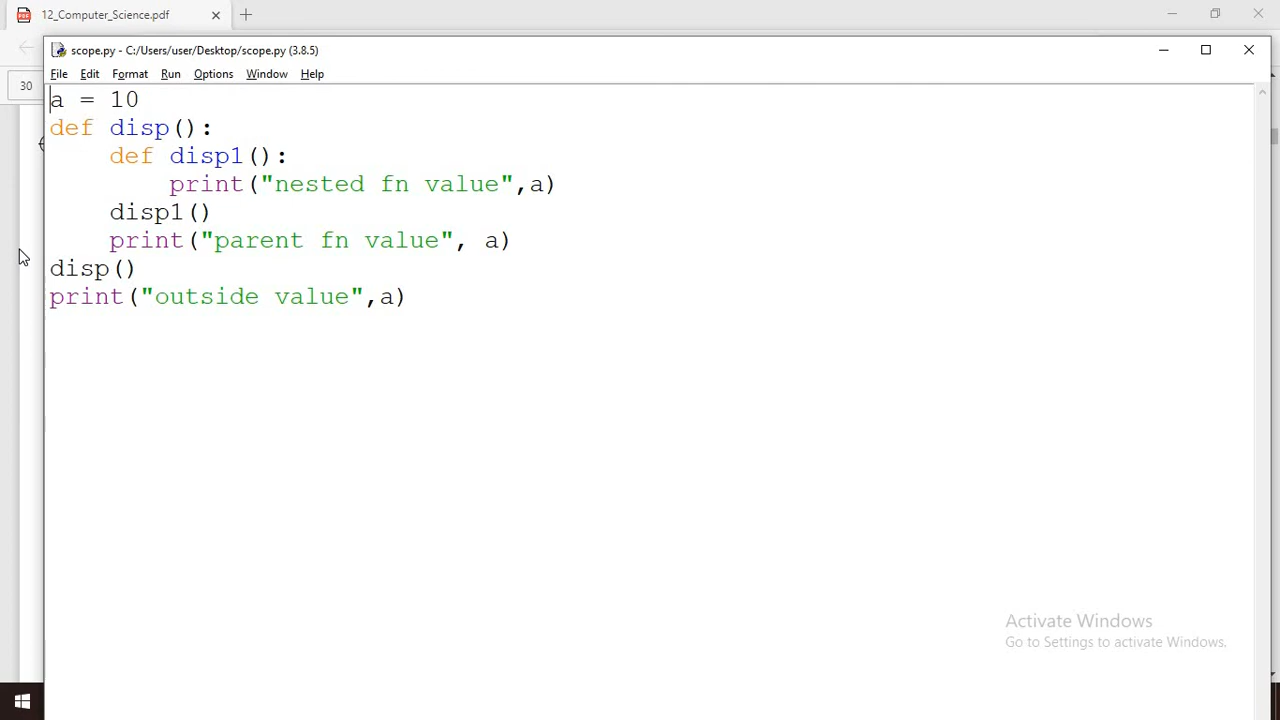 12_Computer_Science.pdf
scope.py - C:/Users/user/Desktop/scope.py (3.8.5)
File Edit Format Run Options Window Help
30
a = 10
def disp():
    def disp1():
        print("nested fn value",a)
    disp1()
    print("parent fn value", a)
disp()
print("outside value",a)
Activate Windows
Go to Settings to activate Windows.